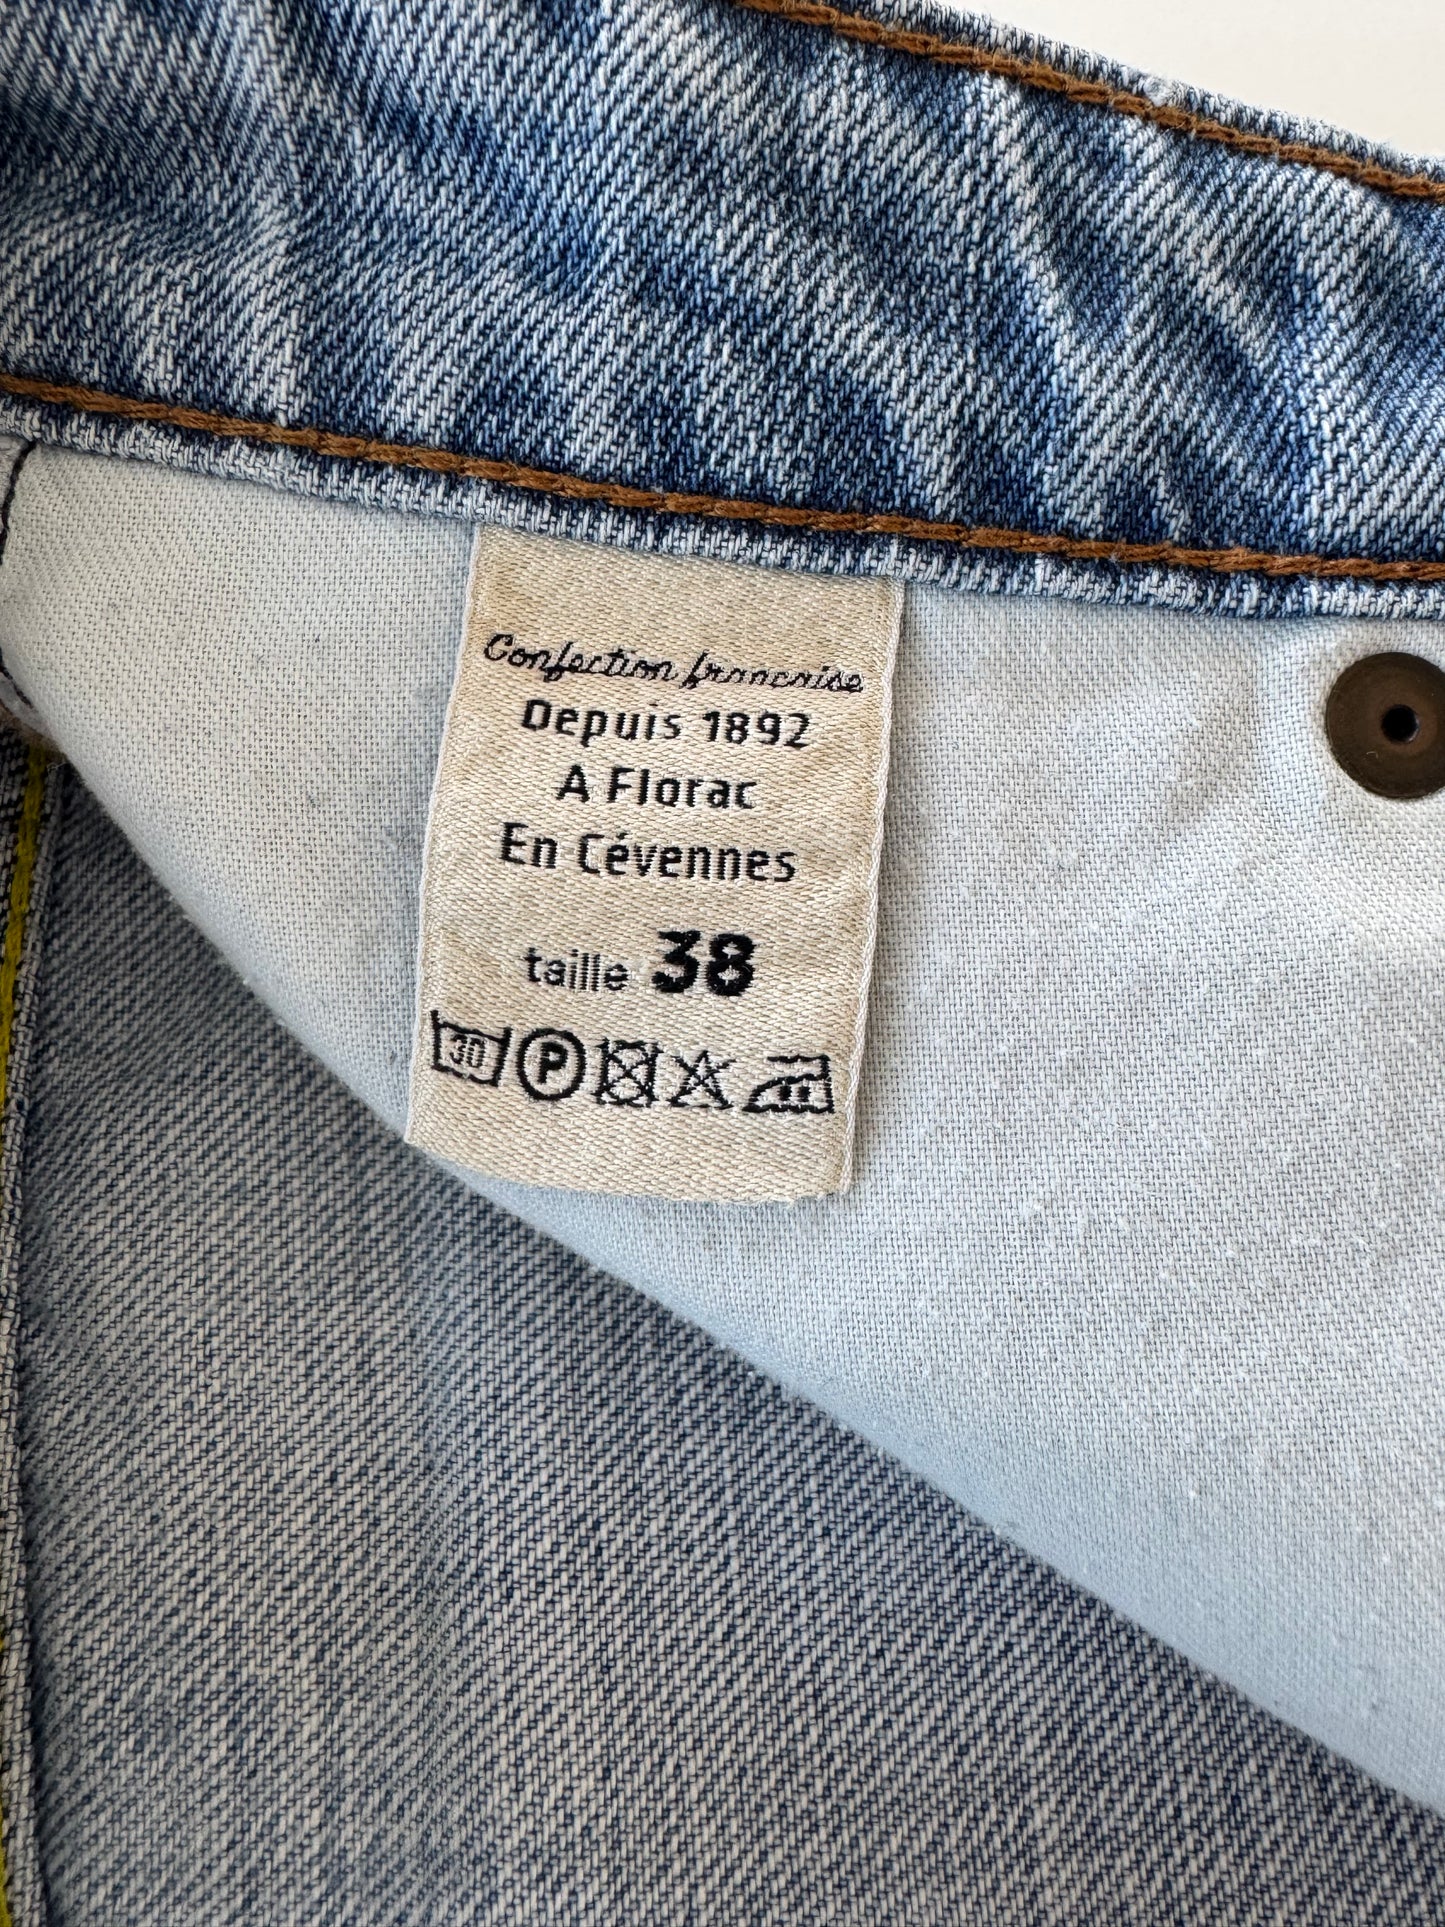 Confection française
Depuis 1892
A Florac
En Cévennes
taille 38
30 P